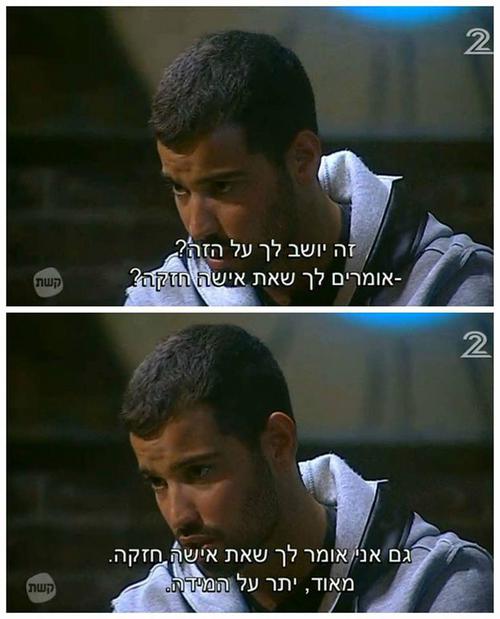 2
זה יושב לך על הזה?
-אומרים לך שאת אישה חזקה?
קשת
2
גם אני אומר לך שאת אישה חזקה.
מאוד, יתר על המידה.
קשת